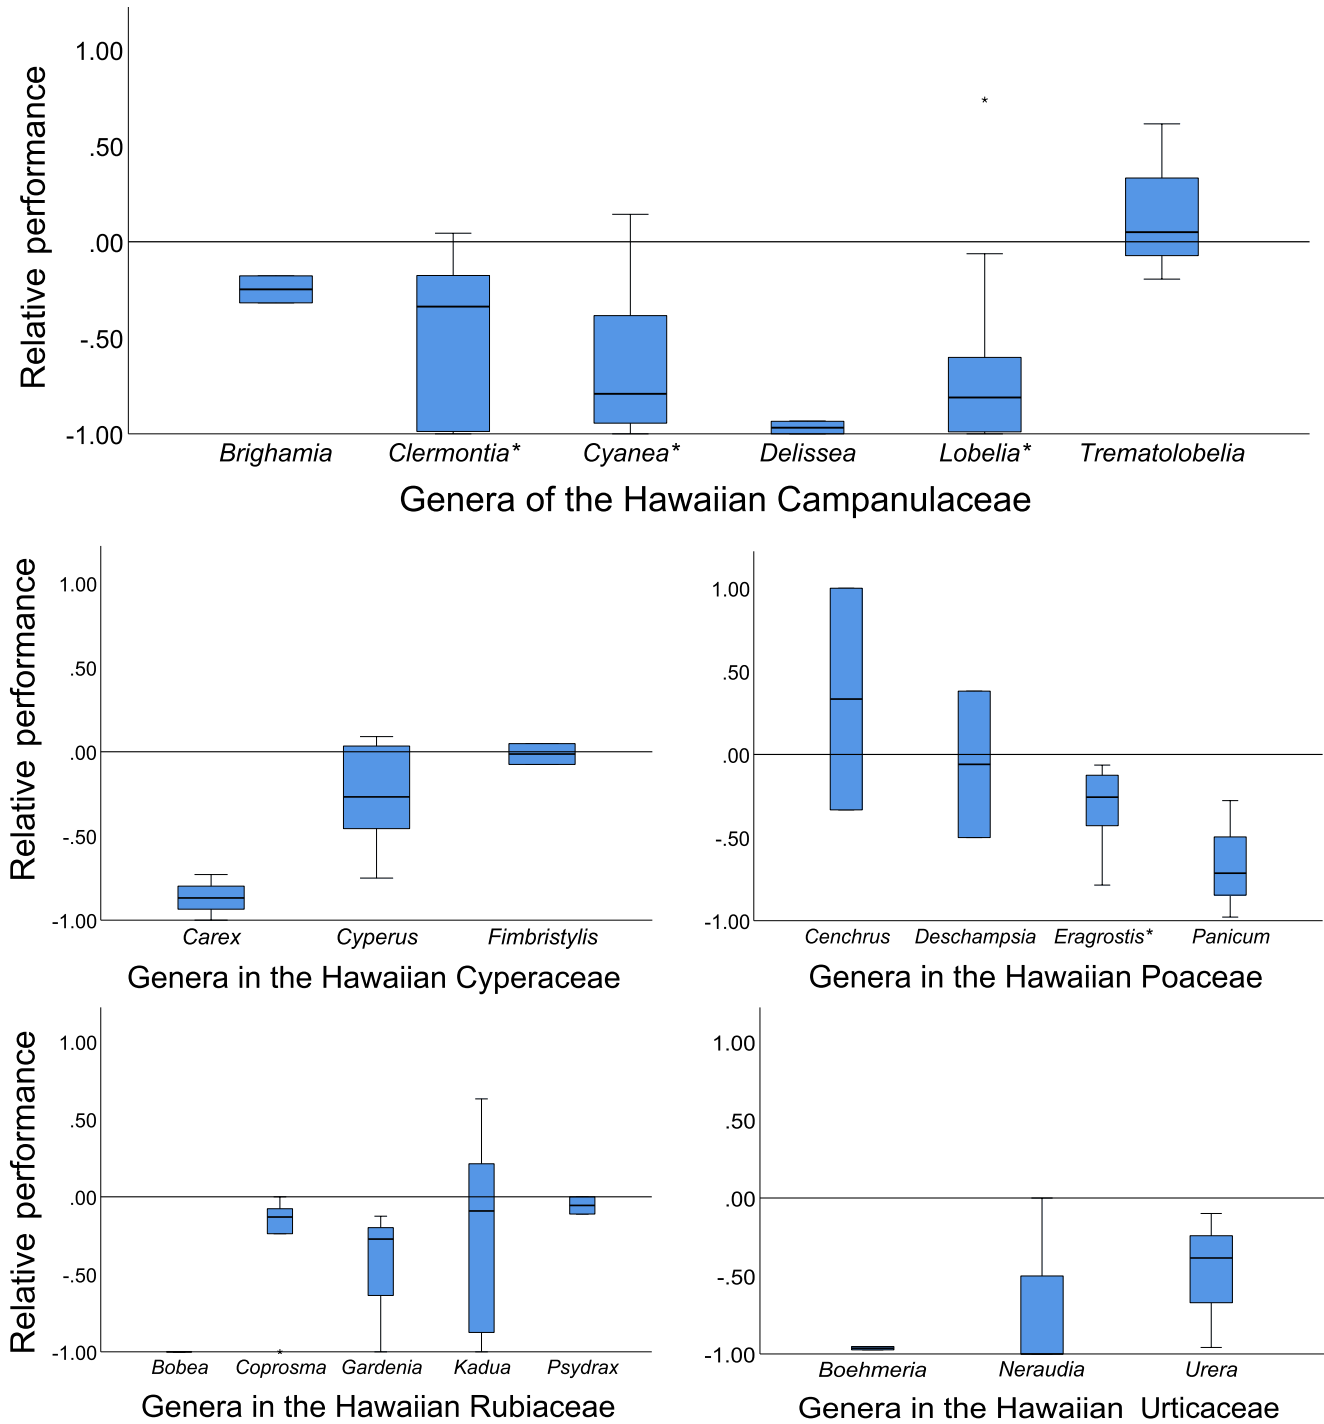 Relative performance
1.00
.50
.00
-.50
-1.00
*
Brighamia Clermontia* Cyanea* Delissea Lobelia* Trematolobelia
Genera of the Hawaiian Campanulaceae
Relative performance
1.00
.50
.00
-.50
-1.00
Carex Cyperus Fimbristylis
Genera in the Hawaiian Cyperaceae
1.00
.50
.00
-.50
-1.00
Cenchrus Deschampsia Eragrostis* Panicum
Genera in the Hawaiian Poaceae
Relative performance
1.00
.50
.00
-.50
-1.00
*
Bobea Coprosma Gardenia Kadua Psydrax
Genera in the Hawaiian Rubiaceae
1.00
.50
.00
-.50
-1.00
Boehmeria Neraudia Urera
Genera in the Hawaiian Urticaceae